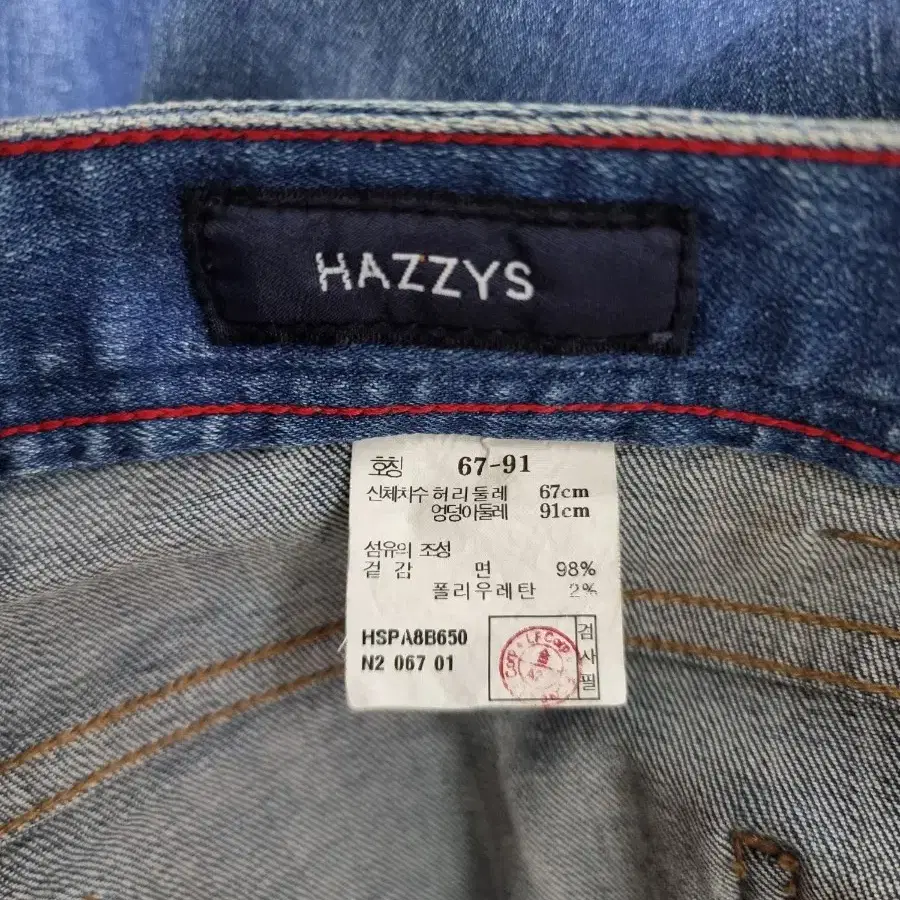 HAZZYS
호칭 67-91
신체치수 허리둘레 67cm
엉덩이둘레 91cm
섬유의 조성
겉감 면 98%
폴리우레탄 2%
HSPA8B650
N2 067 01
검사필
LF Corp